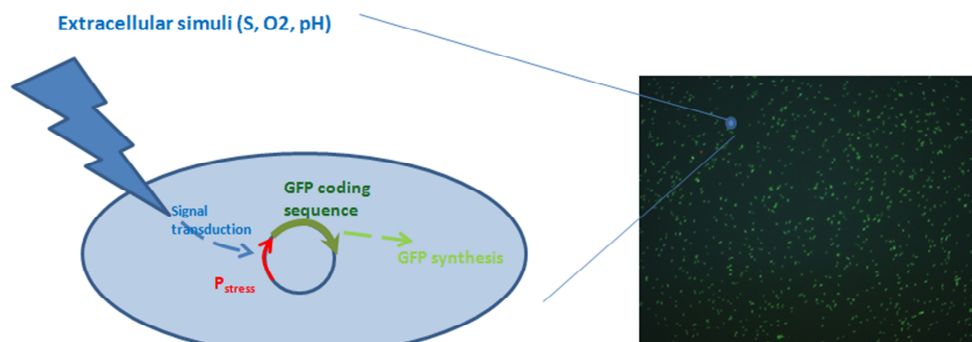 Extracellular simuli (S, O2, pH)
GFP coding
sequence
Signal
transduction
GFP synthesis
Pstress